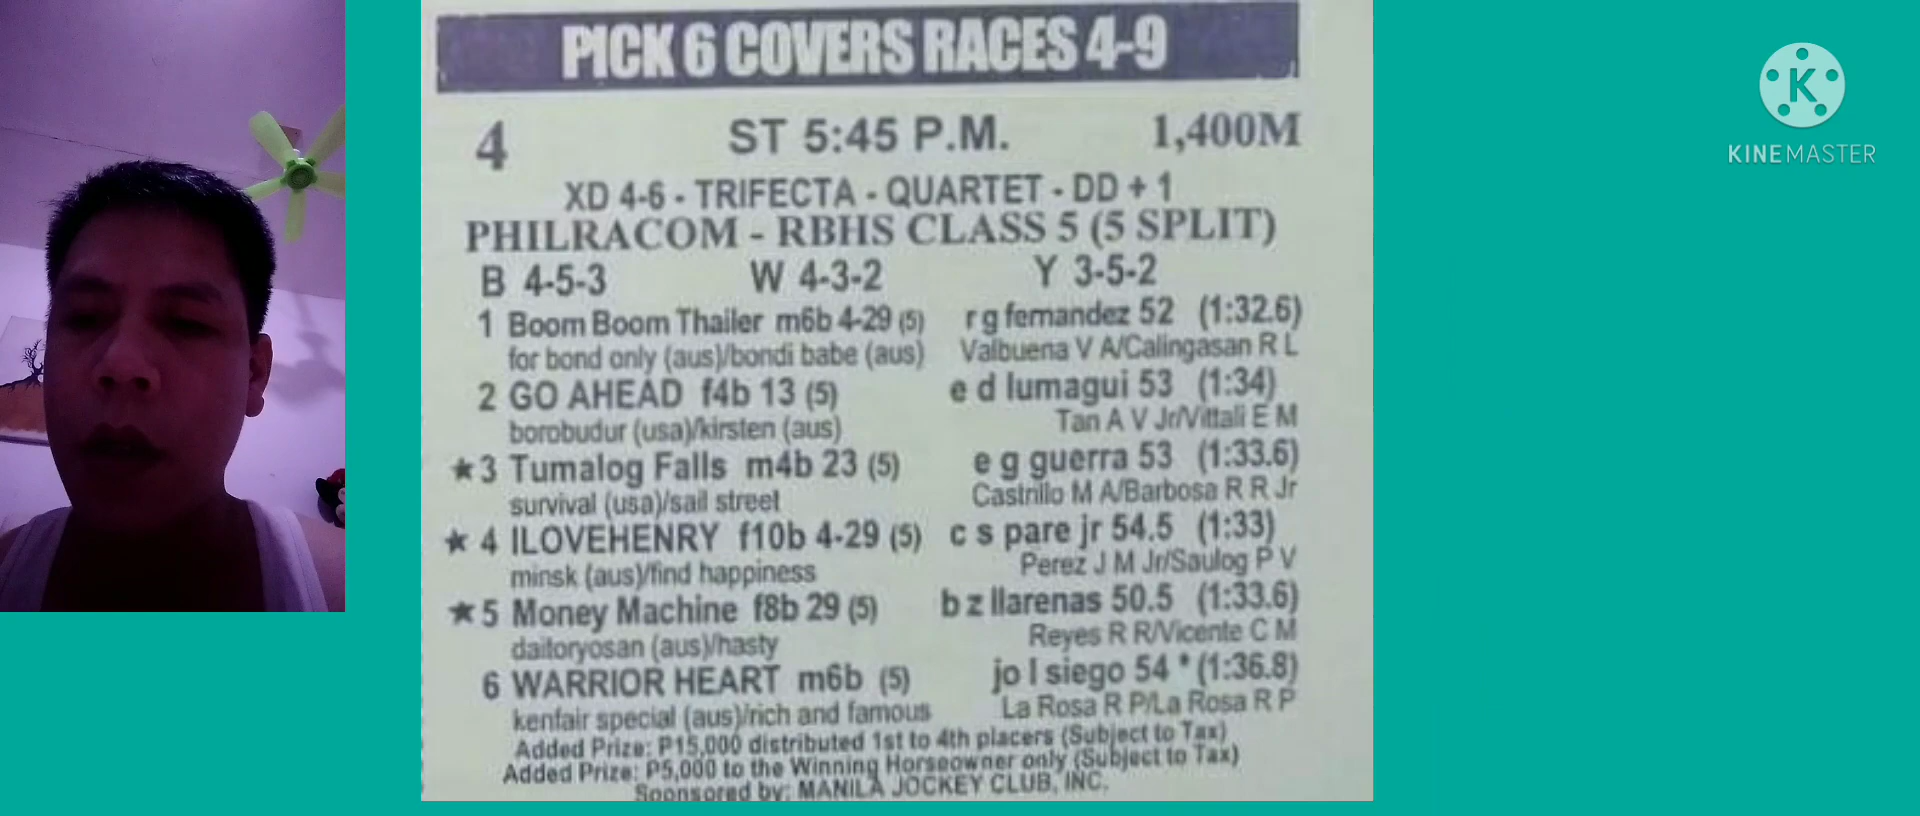 PICK 6 COVERS RACES 4-9
4 ST 5:45 P.M. 1,400M
XD 4-6 - TRIFECTA - QUARTET - DD + 1
PHILRACOM - RBHS CLASS 5 (5 SPLIT)
B 4-5-3 W 4-3-2 Y 3-5-2
1 Boom Boom Thailer m6b 4-29 (5) r g fernandez 52 (1:32.6)
for bond only (aus)/bondi babe (aus) Valbuena V A/Calingasan R L
2 GO AHEAD f4b 13 (5) e d lumagui 53 (1:34)
borobudur (usa)/kirsten (aus) Tan A V Jr/Vittali E M
★3 Tumalog Falls m4b 23 (5) e g guerra 53 (1:33.6)
survival (usa)/sail street Castrillo M A/Barbosa R R Jr
★ 4 ILOVEHENRY f10b 4-29 (5) c s pare jr 54.5 (1:33)
minsk (aus)/find happiness Perez J M Jr/Saulog P V
★5 Money Machine f8b 29 (5) b z llarenas 50.5 (1:33.6)
daitoryosan (aus)/hasty Reyes R R/Vicente C M
6 WARRIOR HEART m6b (5) jo l siego 54 * (1:36.8)
kenfair special (aus)/rich and famous La Rosa R P/La Rosa R P
Added Prize: P15,000 distributed 1st to 4th placers (Subject to Tax)
Added Prize: P5,000 to the Winning Horseowner only (Subject to Tax)
Sponsored by: MANILA JOCKEY CLUB, INC.
K
KINEMASTER